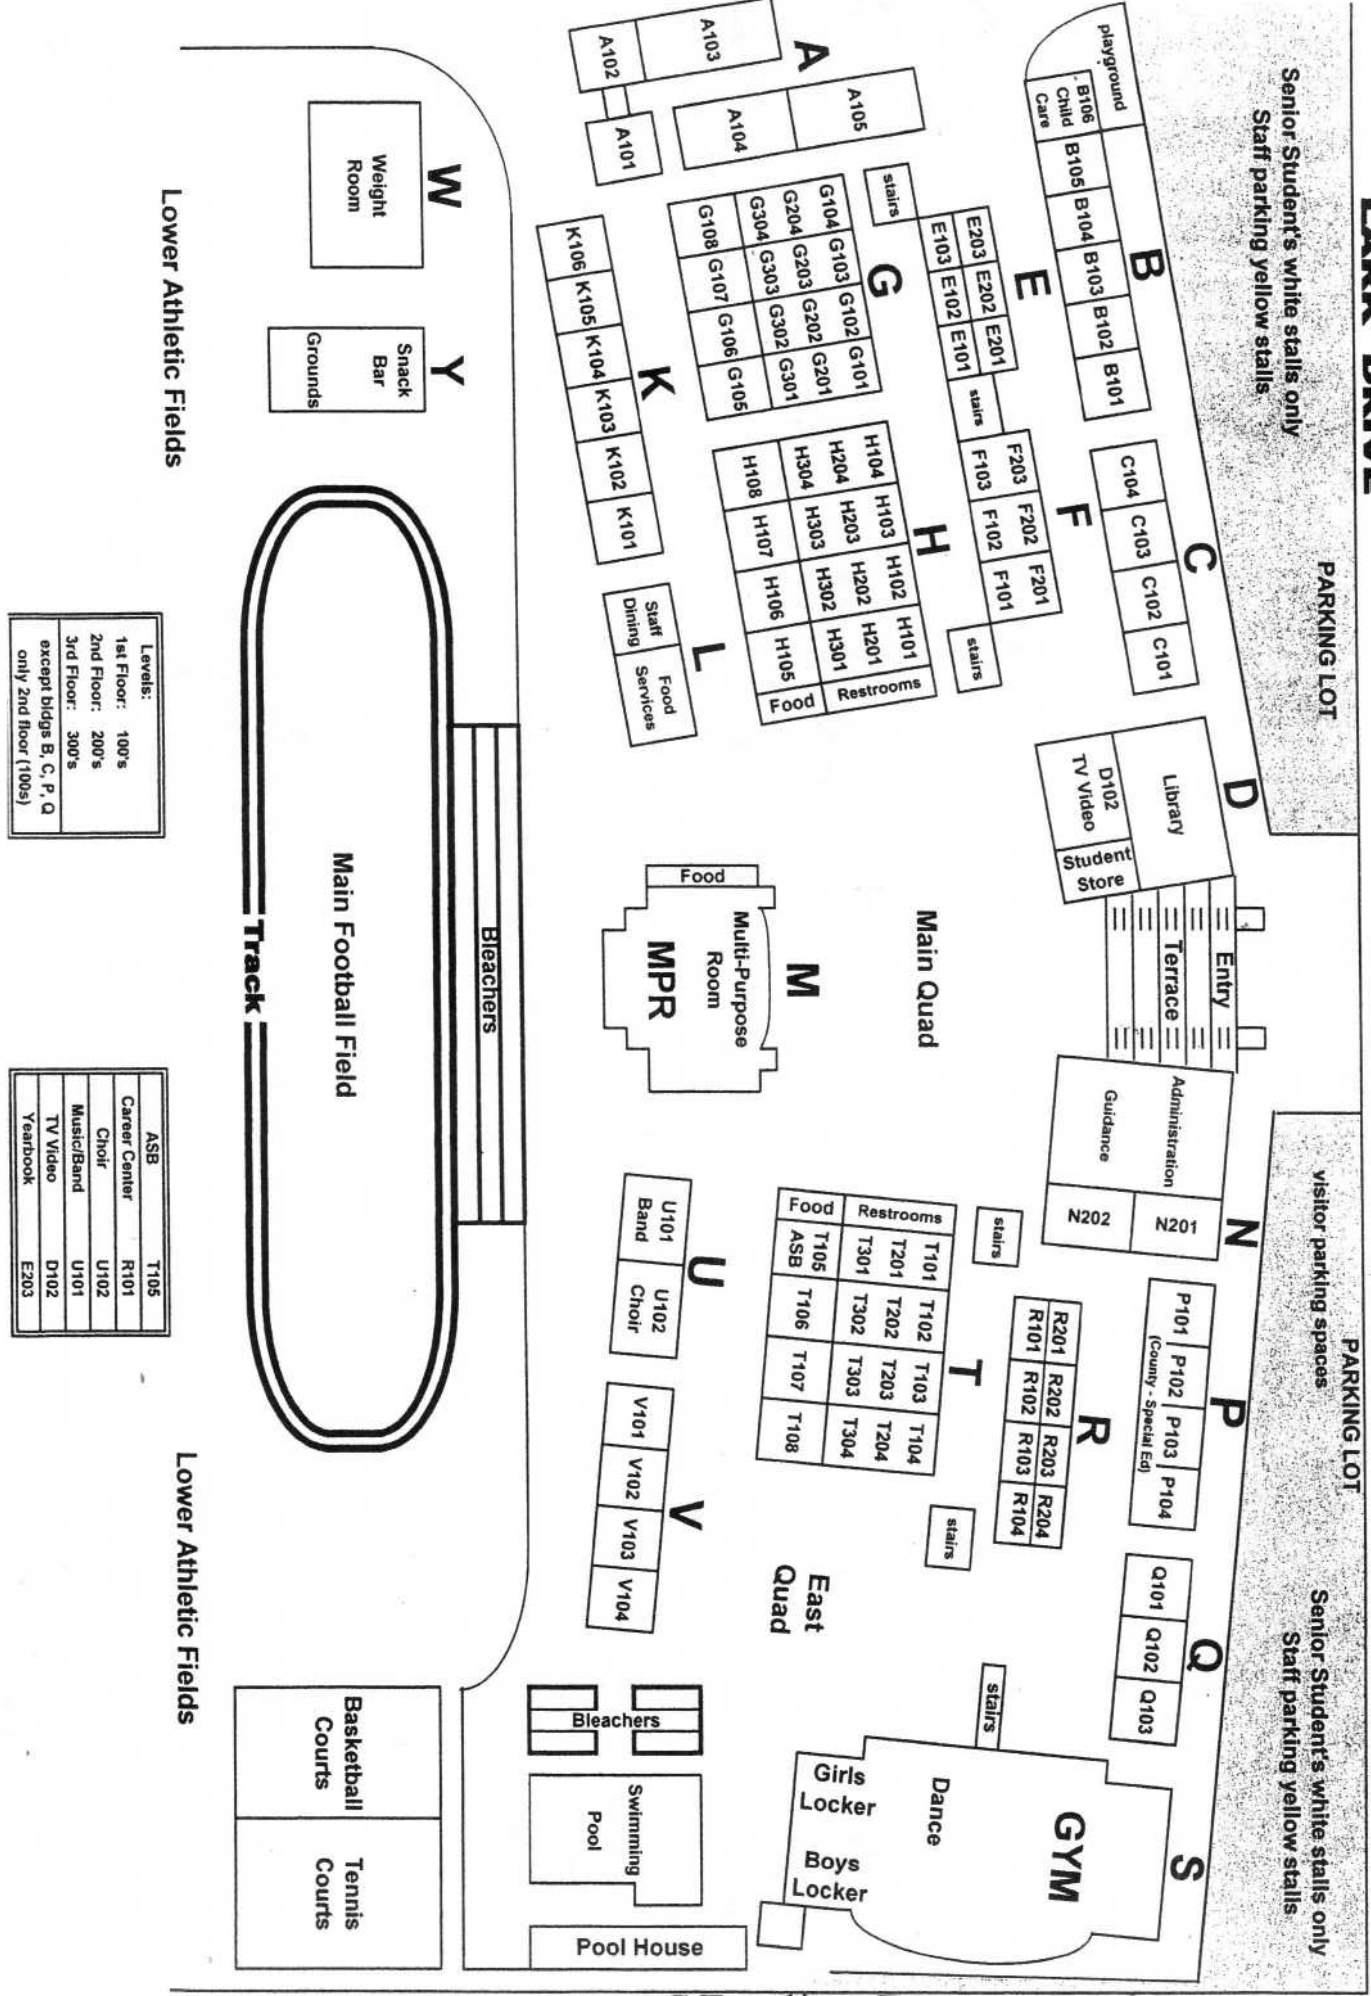 PARKING LOT
PARKING LOT
Senior Student's white stalls only
Staff parking yellow stalls
visitor parking spaces
Senior Student's white stalls only
Staff parking yellow stalls
playground
B
B106
Child
Care
B105
B104
B103
B102
B101
C
C104
C103
C102
C101
D
Library
D102
TV Video
Student
Store
Entry
Terrace
N
Administration
Guidance
N201
N202
P
P101
P102
P103
P104
(County - Special Ed)
Q
Q101
Q102
Q103
S
GYM
Dance
Girls
Locker
Boys
Locker
stairs
A
A103
A102
A101
A105
A104
stairs
E
E203 E202 E201
E103 E102 E101
stairs
F
F203 F202 F201
F103 F102 F101
stairs
G
G104 G103 G102 G101
G204 G203 G202 G201
G304 G303 G302 G301
G108 G107 G106 G105
H
H104 H103 H102 H101
H204 H203 H202 H201
H304 H303 H302 H301
H108 H107 H106 H105
Restrooms
Food
Main Quad
M
Multi-Purpose
Room
MPR
Food
stairs
R
R201 R202 R203 R204
R101 R102 R103 R104
stairs
T
Restrooms
Food
T101 T102 T103 T104
T201 T202 T203 T204
T301 T302 T303 T304
T105
ASB
T106 T107 T108
East
Quad
K
K106 K105 K104 K103 K102 K101
L
Staff
Dining
Food
Services
U
U101
Band
U102
Choir
V
V101 V102 V103 V104
Bleachers
Swimming
Pool
Pool House
W
Weight
Room
Y
Snack
Bar
Grounds
Bleachers
Main Football Field
Track
Basketball
Courts
Tennis
Courts
Lower Athletic Fields
Lower Athletic Fields
Levels:
1st Floor: 100's
2nd Floor: 200's
3rd Floor: 300's
except bldgs B, C, P, Q
only 2nd floor (100s)
ASB T105
Career Center R101
Choir U102
Music/Band U101
TV Video D102
Yearbook E203